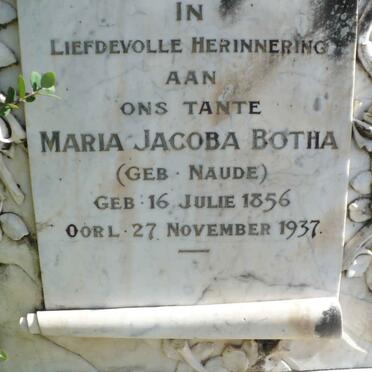 IN
LIEFDEVOLLE HERINNERING
AAN
ONS TANTE
MARIA JACOBA BOTHA
(GEB. NAUDE)
GEB. 16 JULIE 1856
OORL. 27 NOVEMBER 1937.